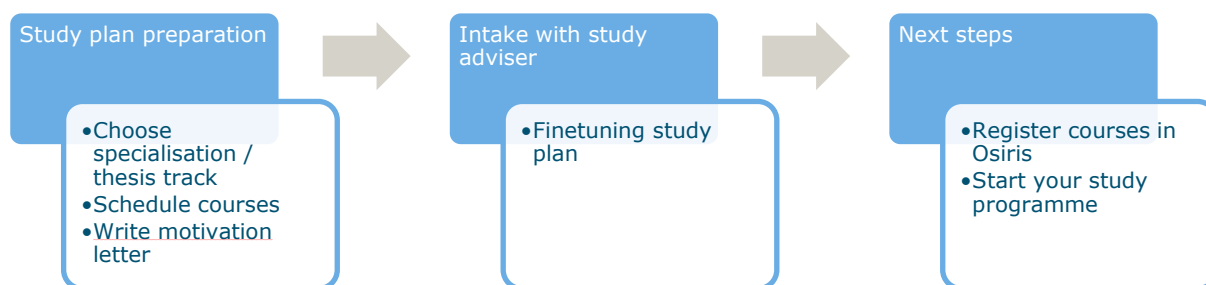 Study plan preparation
•Choose
specialisation /
thesis track
•Schedule courses
•Write motivation
letter
Intake with study
adviser
•Finetuning study
plan
Next steps
•Register courses in
Osiris
•Start your study
programme